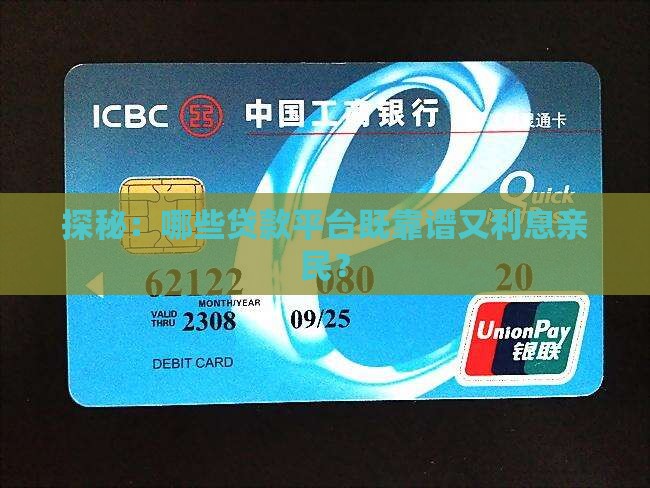 ICBC 中国工商银行
通卡
Quick
探秘：哪些贷款平台既靠谱又利息亲
民？
62122 080 20
MONTH/YEAR
VALID THRU 2308 09/25
DEBIT CARD
UnionPay
银联